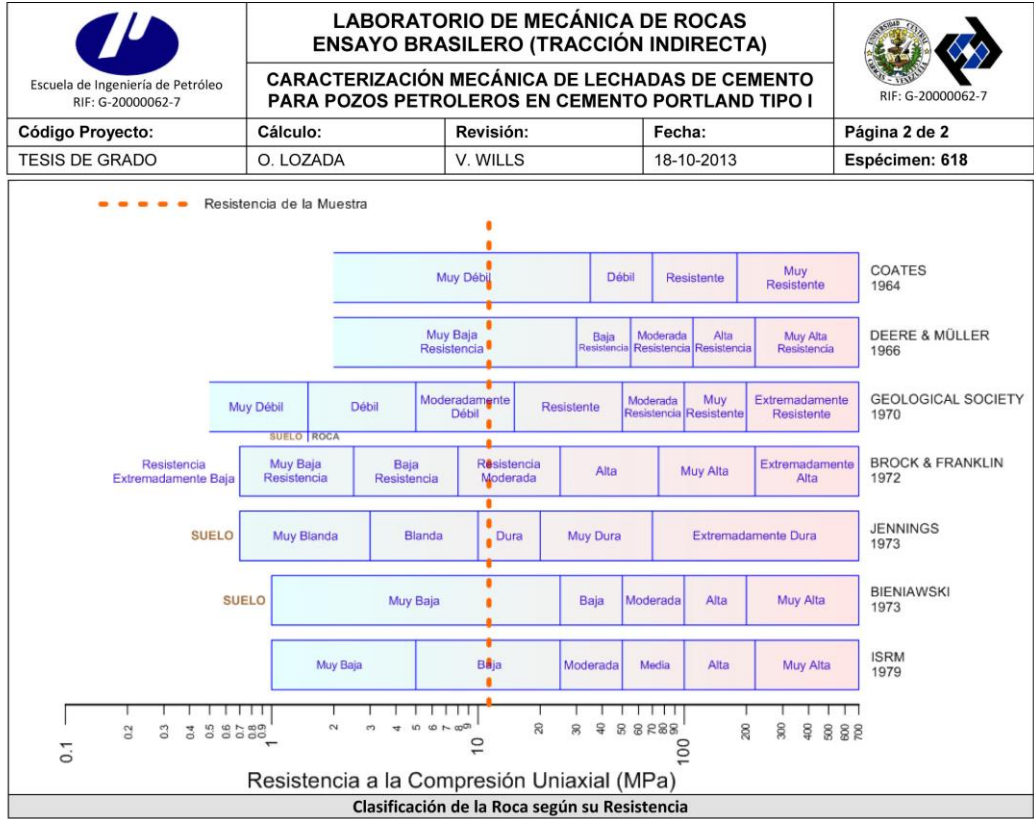 LABORATORIO DE MECÁNICA DE ROCAS
ENSAYO BRASILERO (TRACCIÓN INDIRECTA)
CARACTERIZACIÓN MECÁNICA DE LECHADAS DE CEMENTO
PARA POZOS PETROLEROS EN CEMENTO PORTLAND TIPO I
Escuela de Ingeniería de Petróleo
RIF: G-20000062-7
RIF: G-20000062-7
Código Proyecto: Cálculo: Revisión: Fecha: Página 2 de 2
TESIS DE GRADO O. LOZADA V. WILLS 18-10-2013 Espécimen: 618
Resistencia de la Muestra
Muy Débil Débil Resistente Muy
Resistente
COATES
1964
Muy Baja
Resistencia
Baja
Resistencia
Moderada
Resistencia
Alta
Resistencia
Muy Alta
Resistencia
DEERE & MÜLLER
1966
Muy Débil Débil Moderadamente
Débil
Resistente
Moderada
Resistencia
Muy
Resistente
Extremadamente
Resistente
GEOLOGICAL SOCIETY
1970
SUELO ROCA
Resistencia
Extremadamente Baja
Muy Baja
Resistencia
Baja
Resistencia
Resistencia
Moderada
Alta Muy Alta
Extremadamente
Alta
BROCK & FRANKLIN
1972
SUELO Muy Blanda Blanda Dura Muy Dura Extremadamente Dura
JENNINGS
1973
SUELO Muy Baja Baja Moderada Alta Muy Alta
BIENIAWSKI
1973
Muy Baja Baja Moderada Media Alta Muy Alta
ISRM
1979
0.1 0.2 0.3 0.4 0.5 0.6 0.7 0.8 0.9 1 2 3 4 5 6 7 8 9 10 20 30 40 50 60 70 80 90 100 200 300 400 500 600 700
Resistencia a la Compresión Uniaxial (MPa)
Clasificación de la Roca según su Resistencia